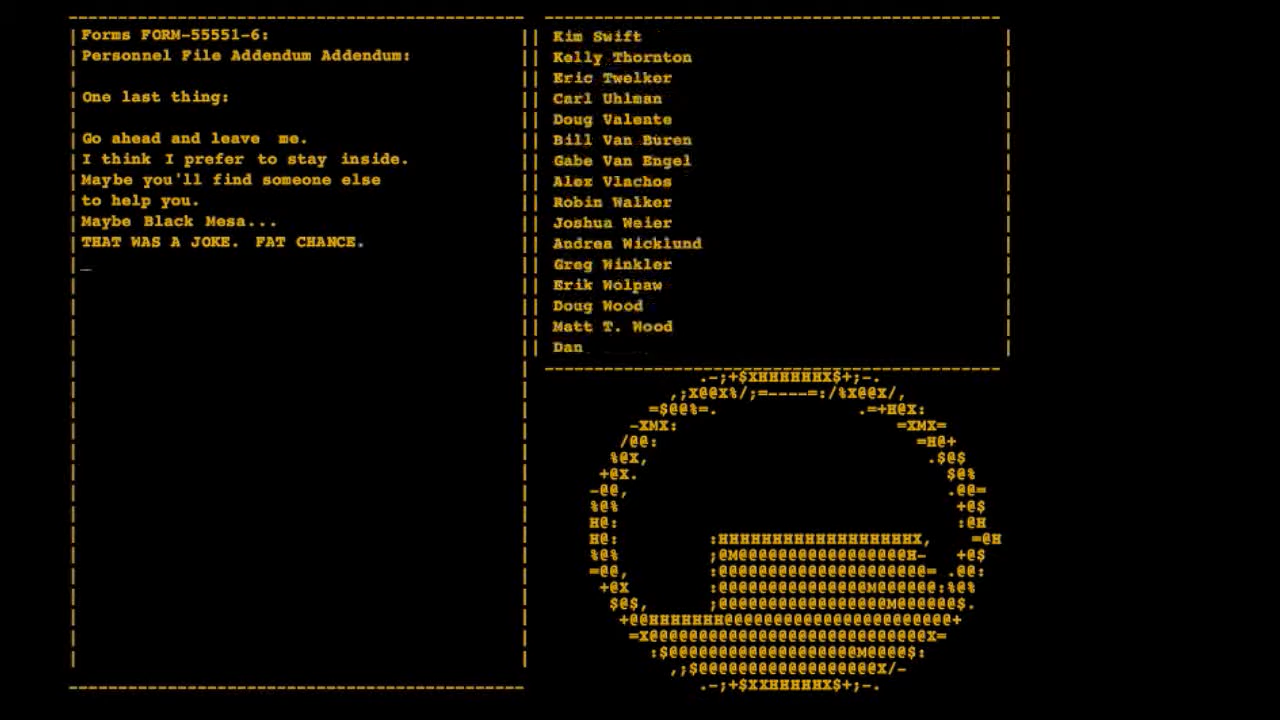 Forms FORM-55551-6:
Personnel File Addendum Addendum:
One last thing:
Go ahead and leave me.
I think I prefer to stay inside.
Maybe you'll find someone else
to help you.
Maybe Black Mesa...
THAT WAS A JOKE. FAT CHANCE.
_
Kim Swift
Kelly Thornton
Eric Twelker
Carl Uhlman
Doug Valente
Bill Van Buren
Gabe Van Engel
Alex Vlachos
Robin Walker
Joshua Weier
Andrea Wicklund
Greg Winkler
Erik Wolpaw
Doug Wood
Matt T. Wood
Dan